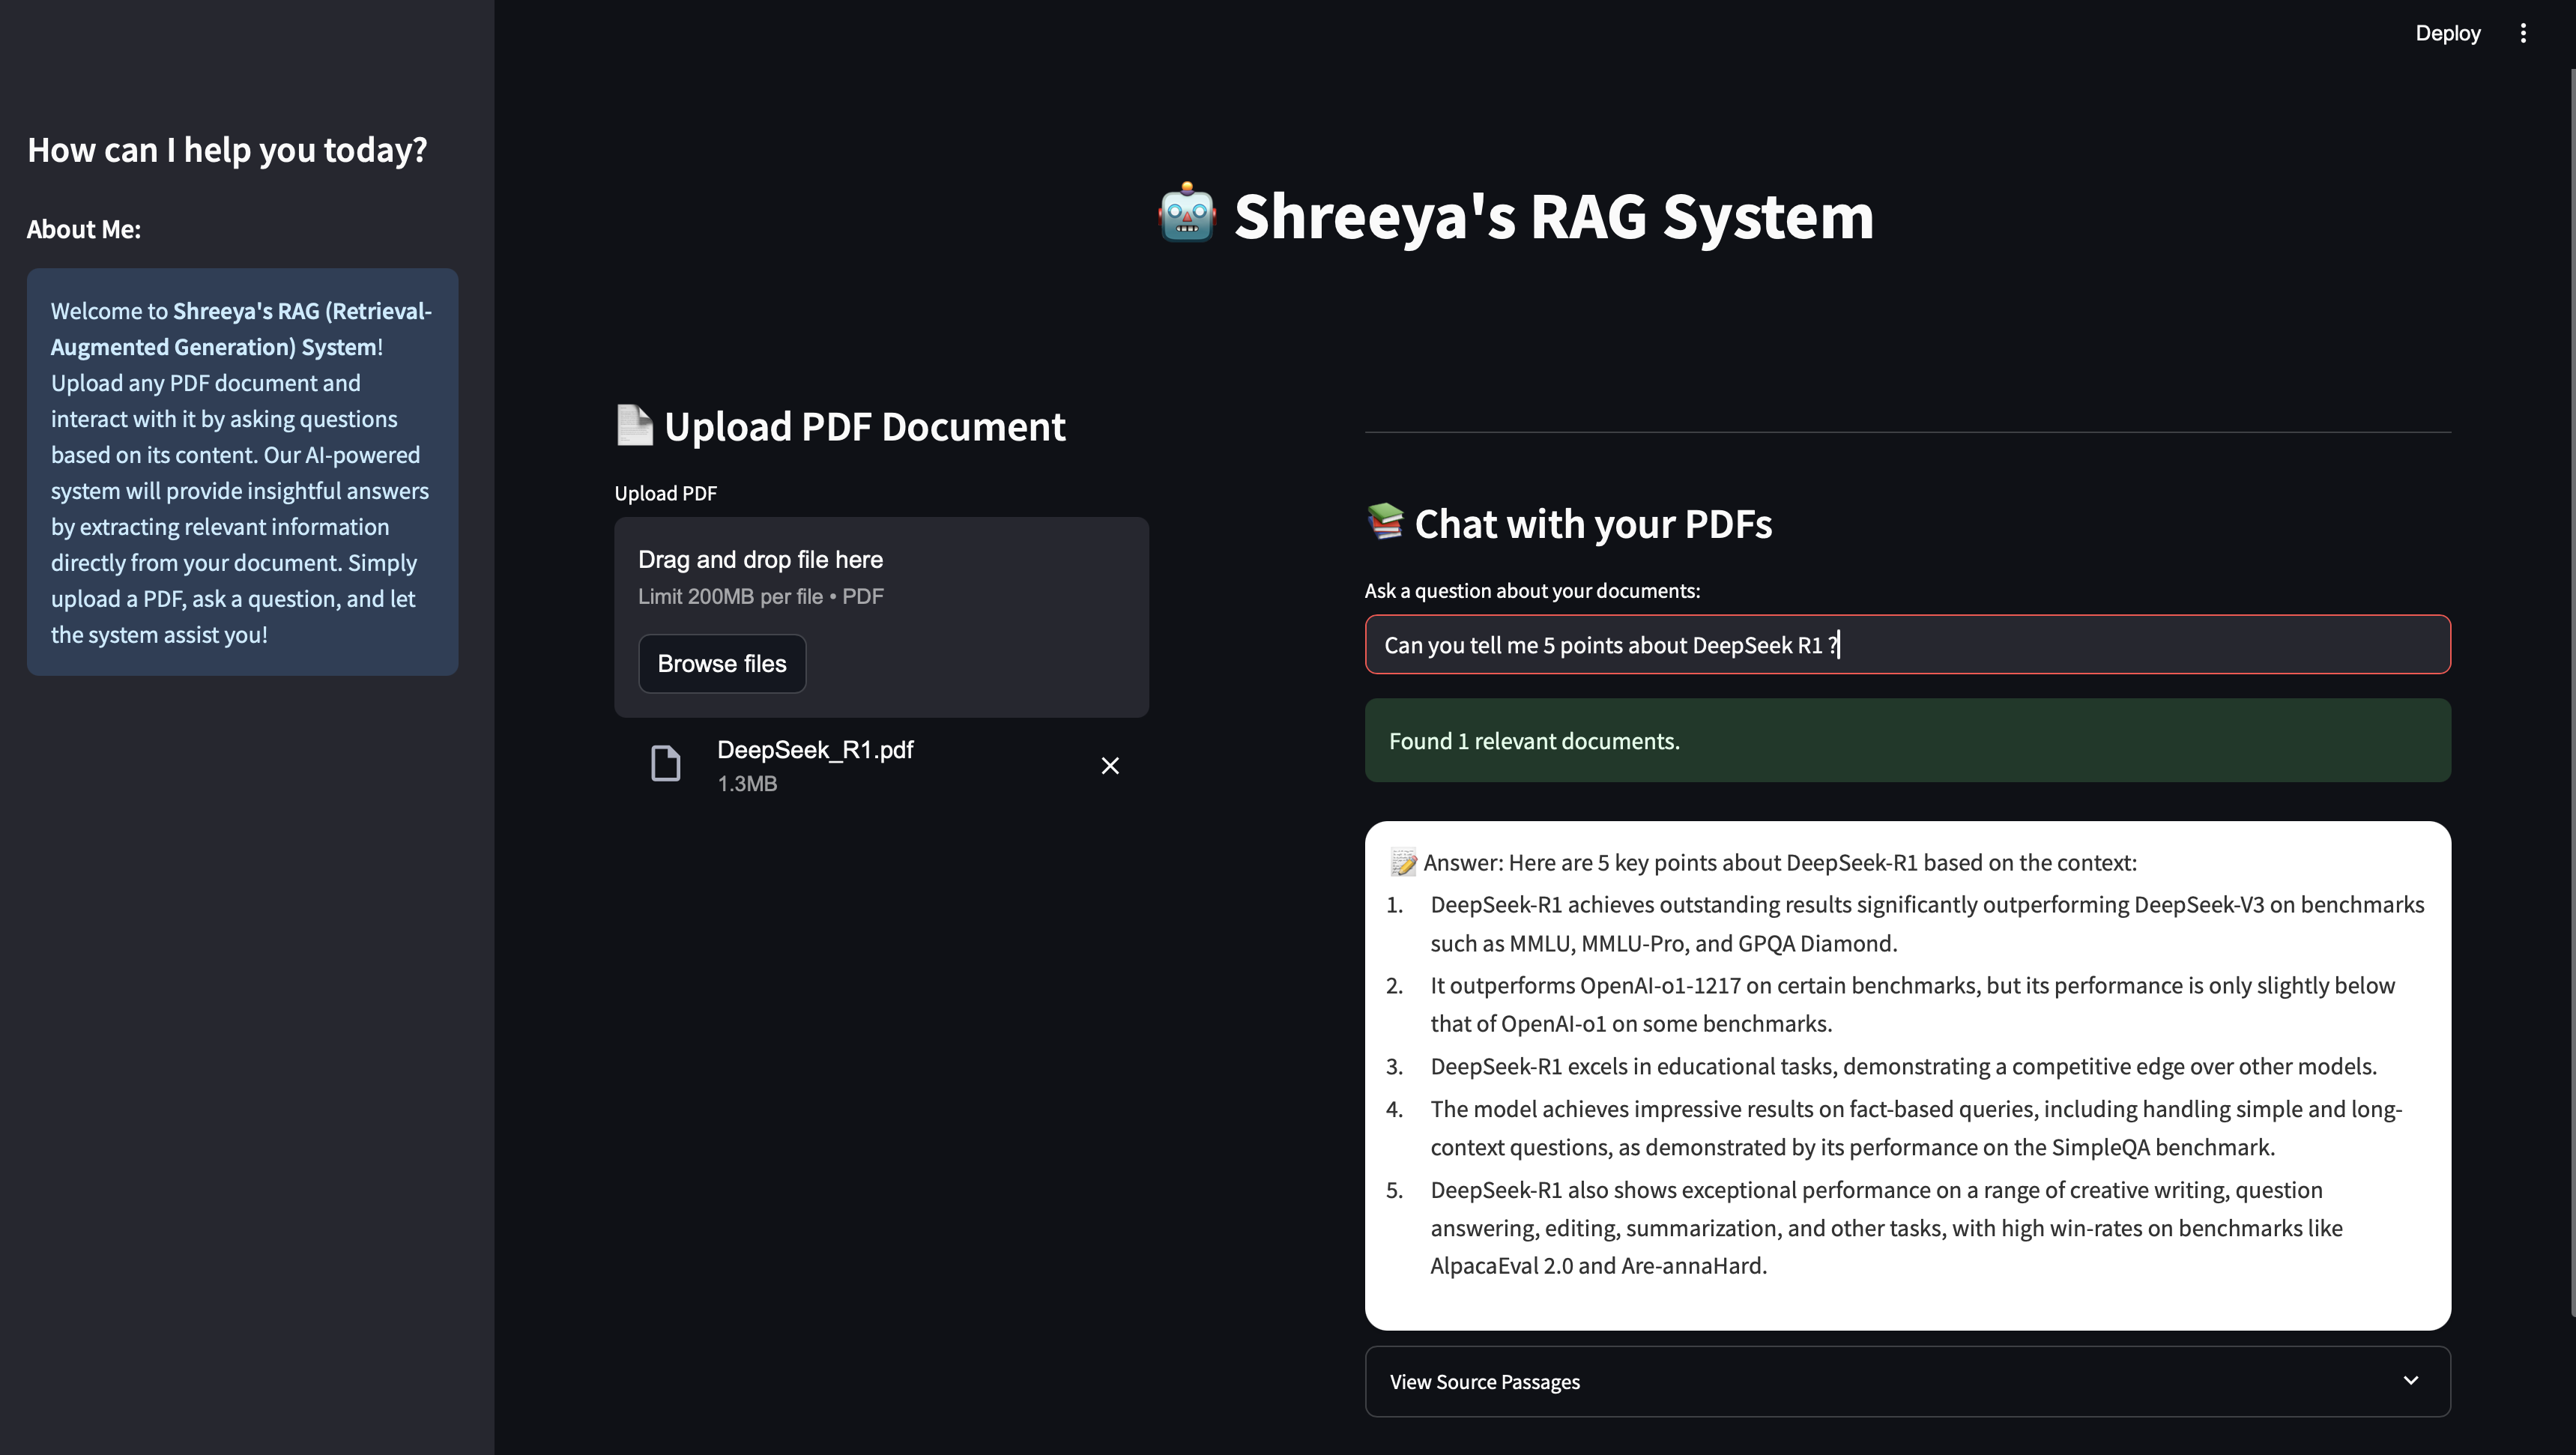 Deploy
How can I help you today?
About Me:
Welcome to Shreeya's RAG (Retrieval-
Augmented Generation) System!
Upload any PDF document and
interact with it by asking questions
based on its content. Our AI-powered
system will provide insightful answers
by extracting relevant information
directly from your document. Simply
upload a PDF, ask a question, and let
the system assist you!
Shreeya's RAG System
Upload PDF Document
Upload PDF
Drag and drop file here
Limit 200MB per file • PDF
Browse files
DeepSeek_R1.pdf
1.3MB
Chat with your PDFs
Ask a question about your documents:
Can you tell me 5 points about DeepSeek R1 ?
Found 1 relevant documents.
Answer: Here are 5 key points about DeepSeek-R1 based on the context:
1. DeepSeek-R1 achieves outstanding results significantly outperforming DeepSeek-V3 on benchmarks
such as MMLU, MMLU-Pro, and GPQA Diamond.
2. It outperforms OpenAI-o1-1217 on certain benchmarks, but its performance is only slightly below
that of OpenAI-o1 on some benchmarks.
3. DeepSeek-R1 excels in educational tasks, demonstrating a competitive edge over other models.
4. The model achieves impressive results on fact-based queries, including handling simple and long-
context questions, as demonstrated by its performance on the SimpleQA benchmark.
5. DeepSeek-R1 also shows exceptional performance on a range of creative writing, question
answering, editing, summarization, and other tasks, with high win-rates on benchmarks like
AlpacaEval 2.0 and Are-annaHard.
View Source Passages